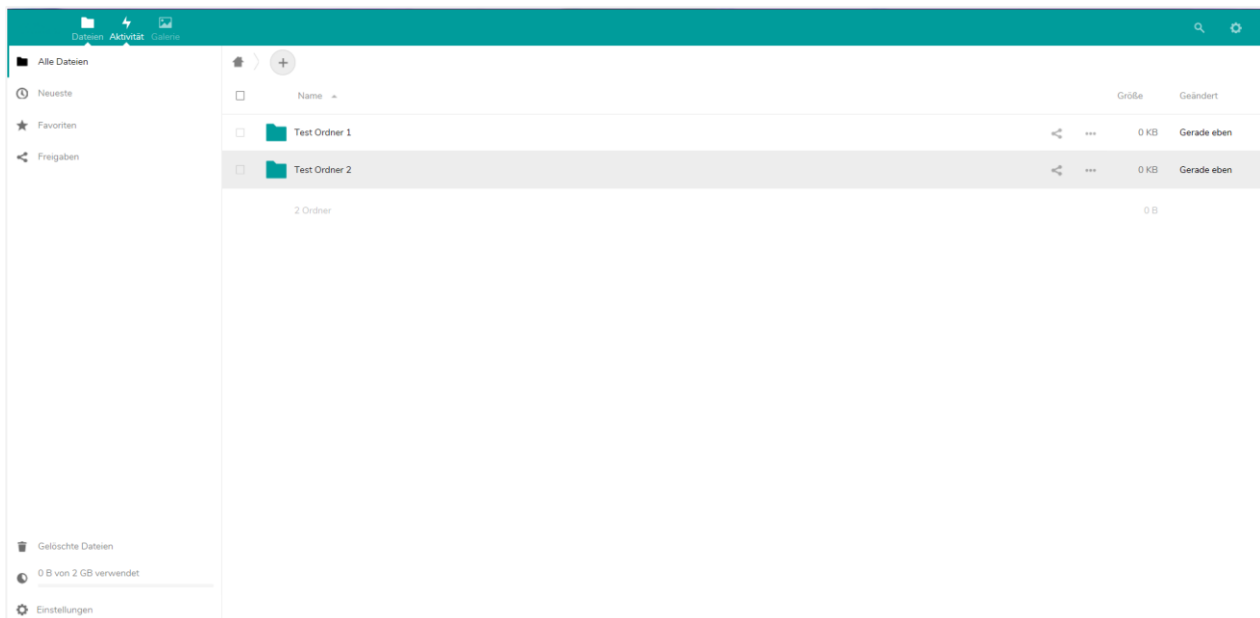 Dateien Aktivität Galerie
Alle Dateien
Neueste
Favoriten
Freigaben
Name Größe Geändert
Test Ordner 1 0 KB Gerade eben
Test Ordner 2 0 KB Gerade eben
2 Ordner 0 B
Gelöschte Dateien
0 B von 2 GB verwendet
Einstellungen